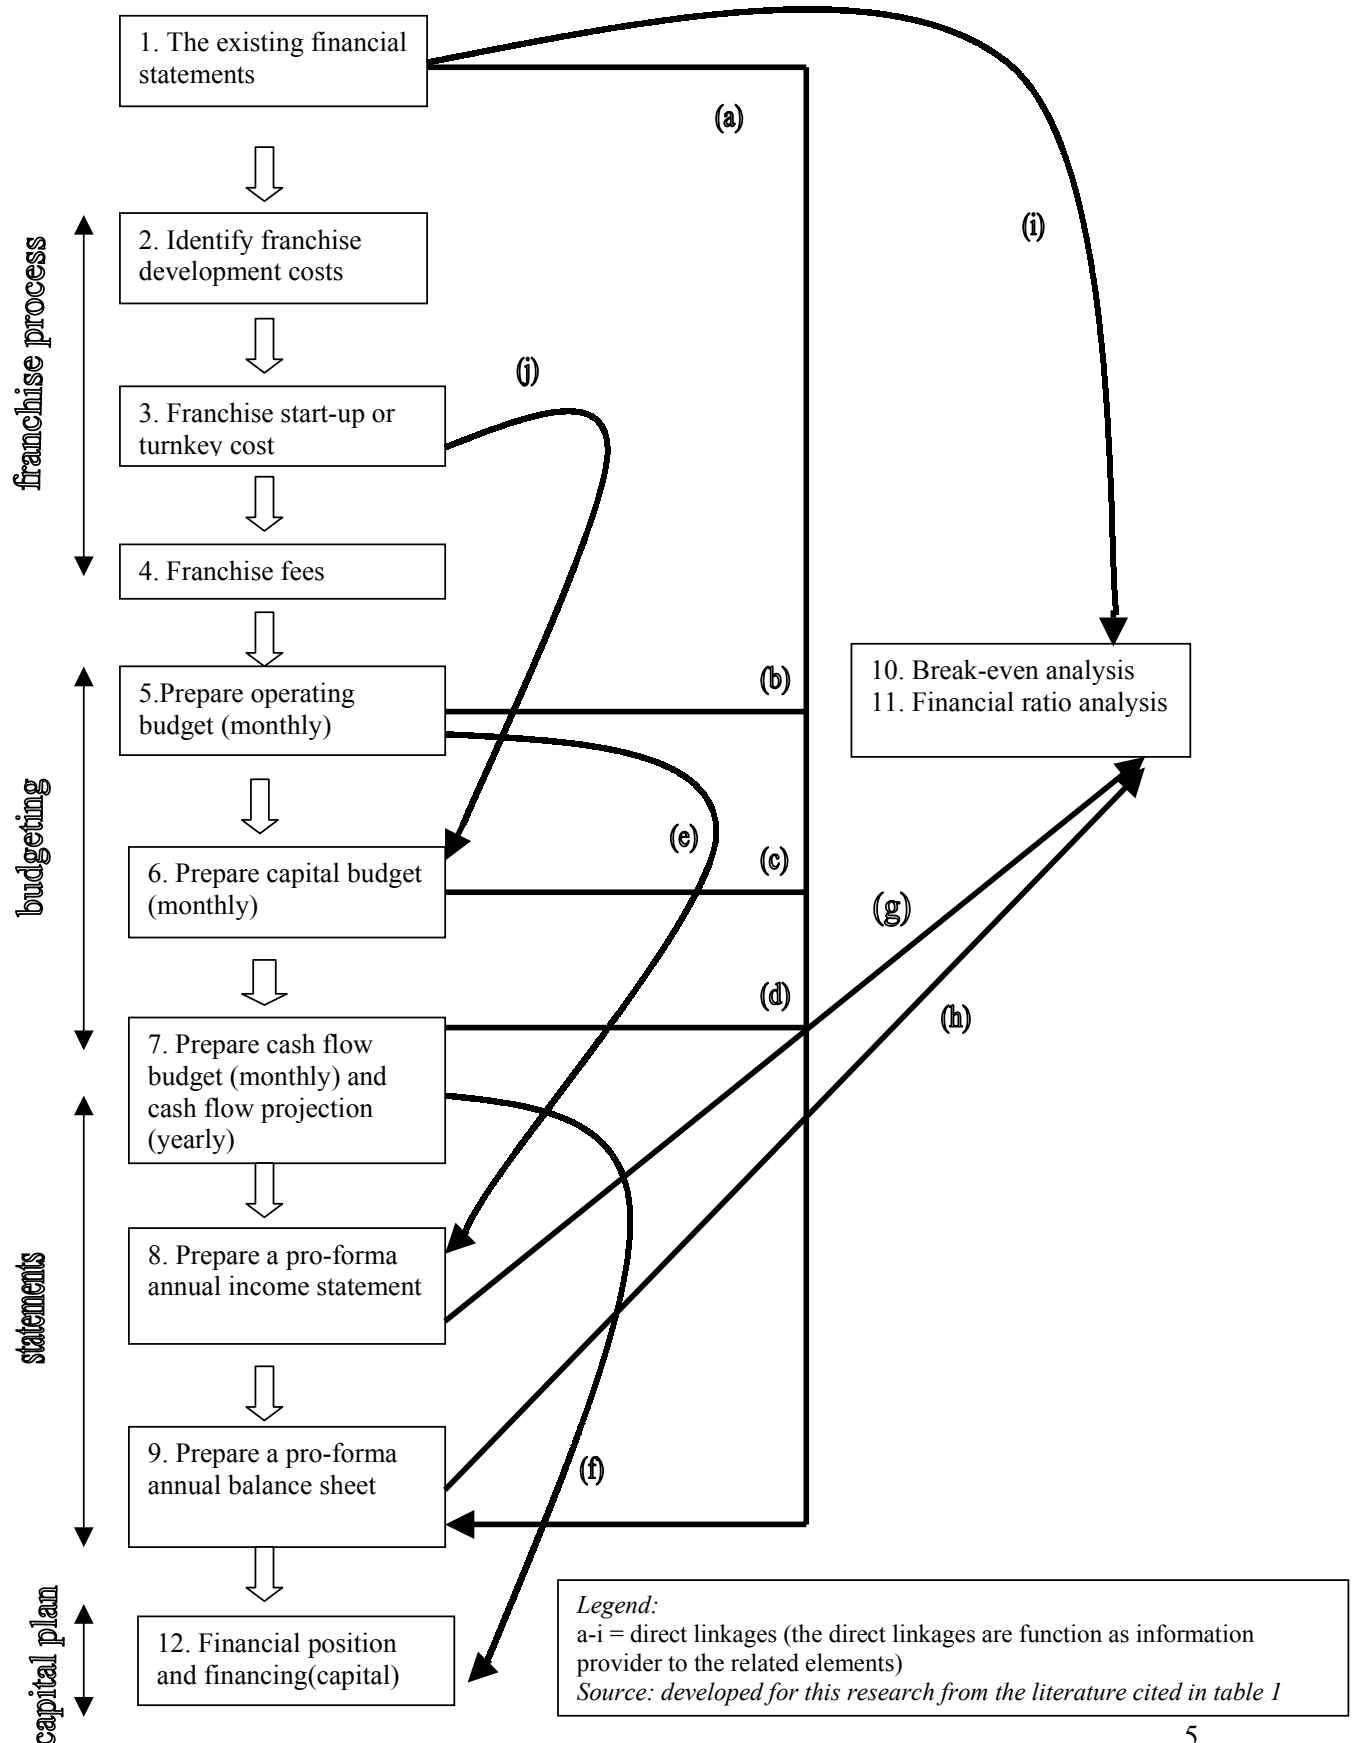 1. The existing financial
statements
(a)
(i)
franchise process
2. Identify franchise
development costs
(j)
3. Franchise start-up or
turnkey cost
4. Franchise fees
budgeting
5.Prepare operating
budget (monthly)
(b)
10. Break-even analysis
11. Financial ratio analysis
(e)
(c)
6. Prepare capital budget
(monthly)
(g)
(d)
(h)
7. Prepare cash flow
budget (monthly) and
cash flow projection
(yearly)
statements
8. Prepare a pro-forma
annual income statement
9. Prepare a pro-forma
annual balance sheet
(f)
capital plan
12. Financial position
and financing(capital)
Legend:
a-i = direct linkages (the direct linkages are function as information
provider to the related elements)
Source: developed for this research from the literature cited in table 1
5